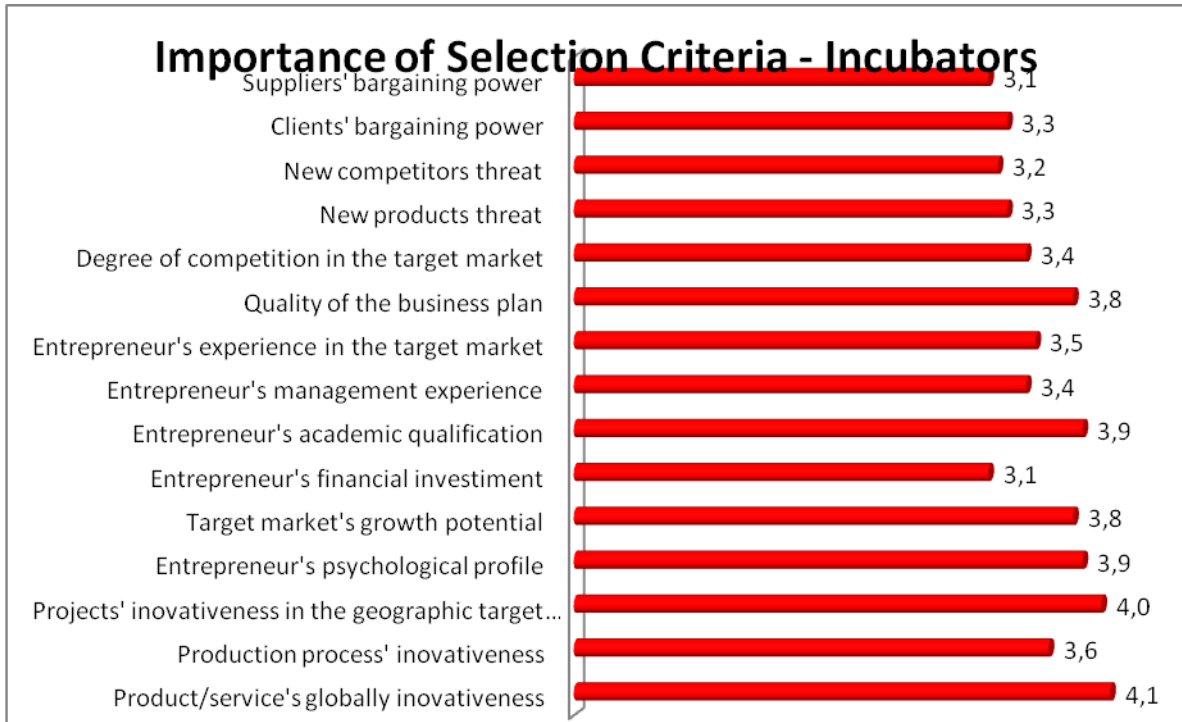 Importance of Selection Criteria - Incubators
Suppliers' bargaining power 3,1
Clients' bargaining power 3,3
New competitors threat 3,2
New products threat 3,3
Degree of competition in the target market 3,4
Quality of the business plan 3,8
Entrepreneur's experience in the target market 3,5
Entrepreneur's management experience 3,4
Entrepreneur's academic qualification 3,9
Entrepreneur's financial investiment 3,1
Target market's growth potential 3,8
Entrepreneur's psychological profile 3,9
Projects' inovativeness in the geographic target... 4,0
Production process' inovativeness 3,6
Product/service's globally inovativeness 4,1